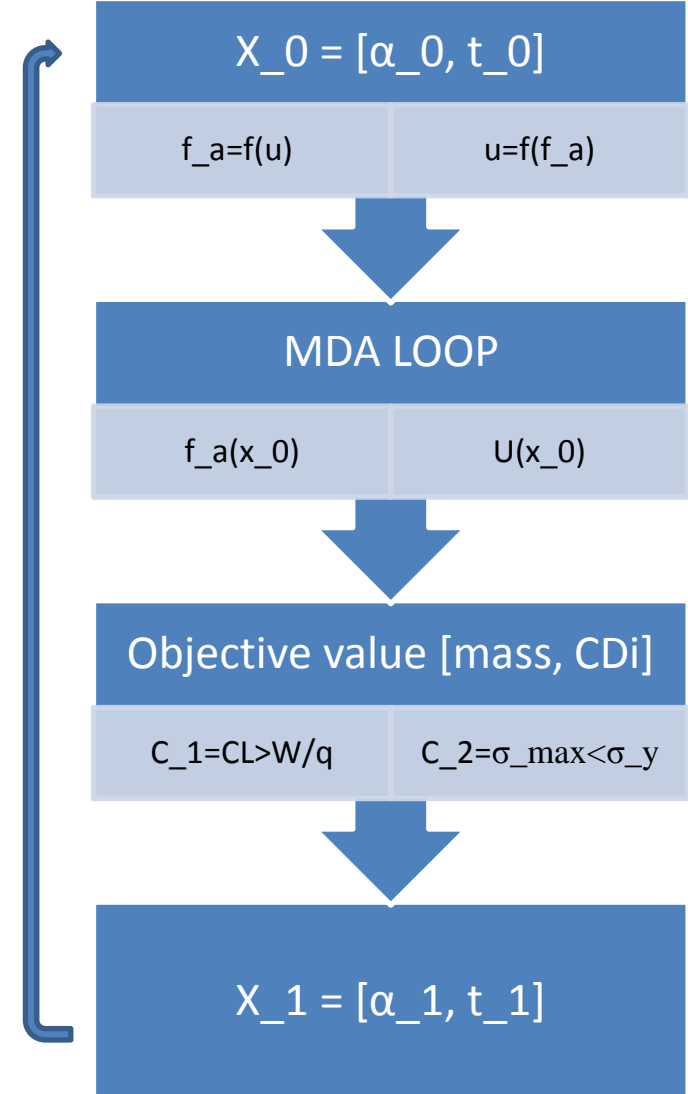 X_0 = [α_0, t_0]
f_a=f(u)
u=f(f_a)
MDA LOOP
f_a(x_0)
U(x_0)
Objective value [mass, CDi]
C_1=CL>W/q
C_2=σ_max<σ_y
X_1 = [α_1, t_1]